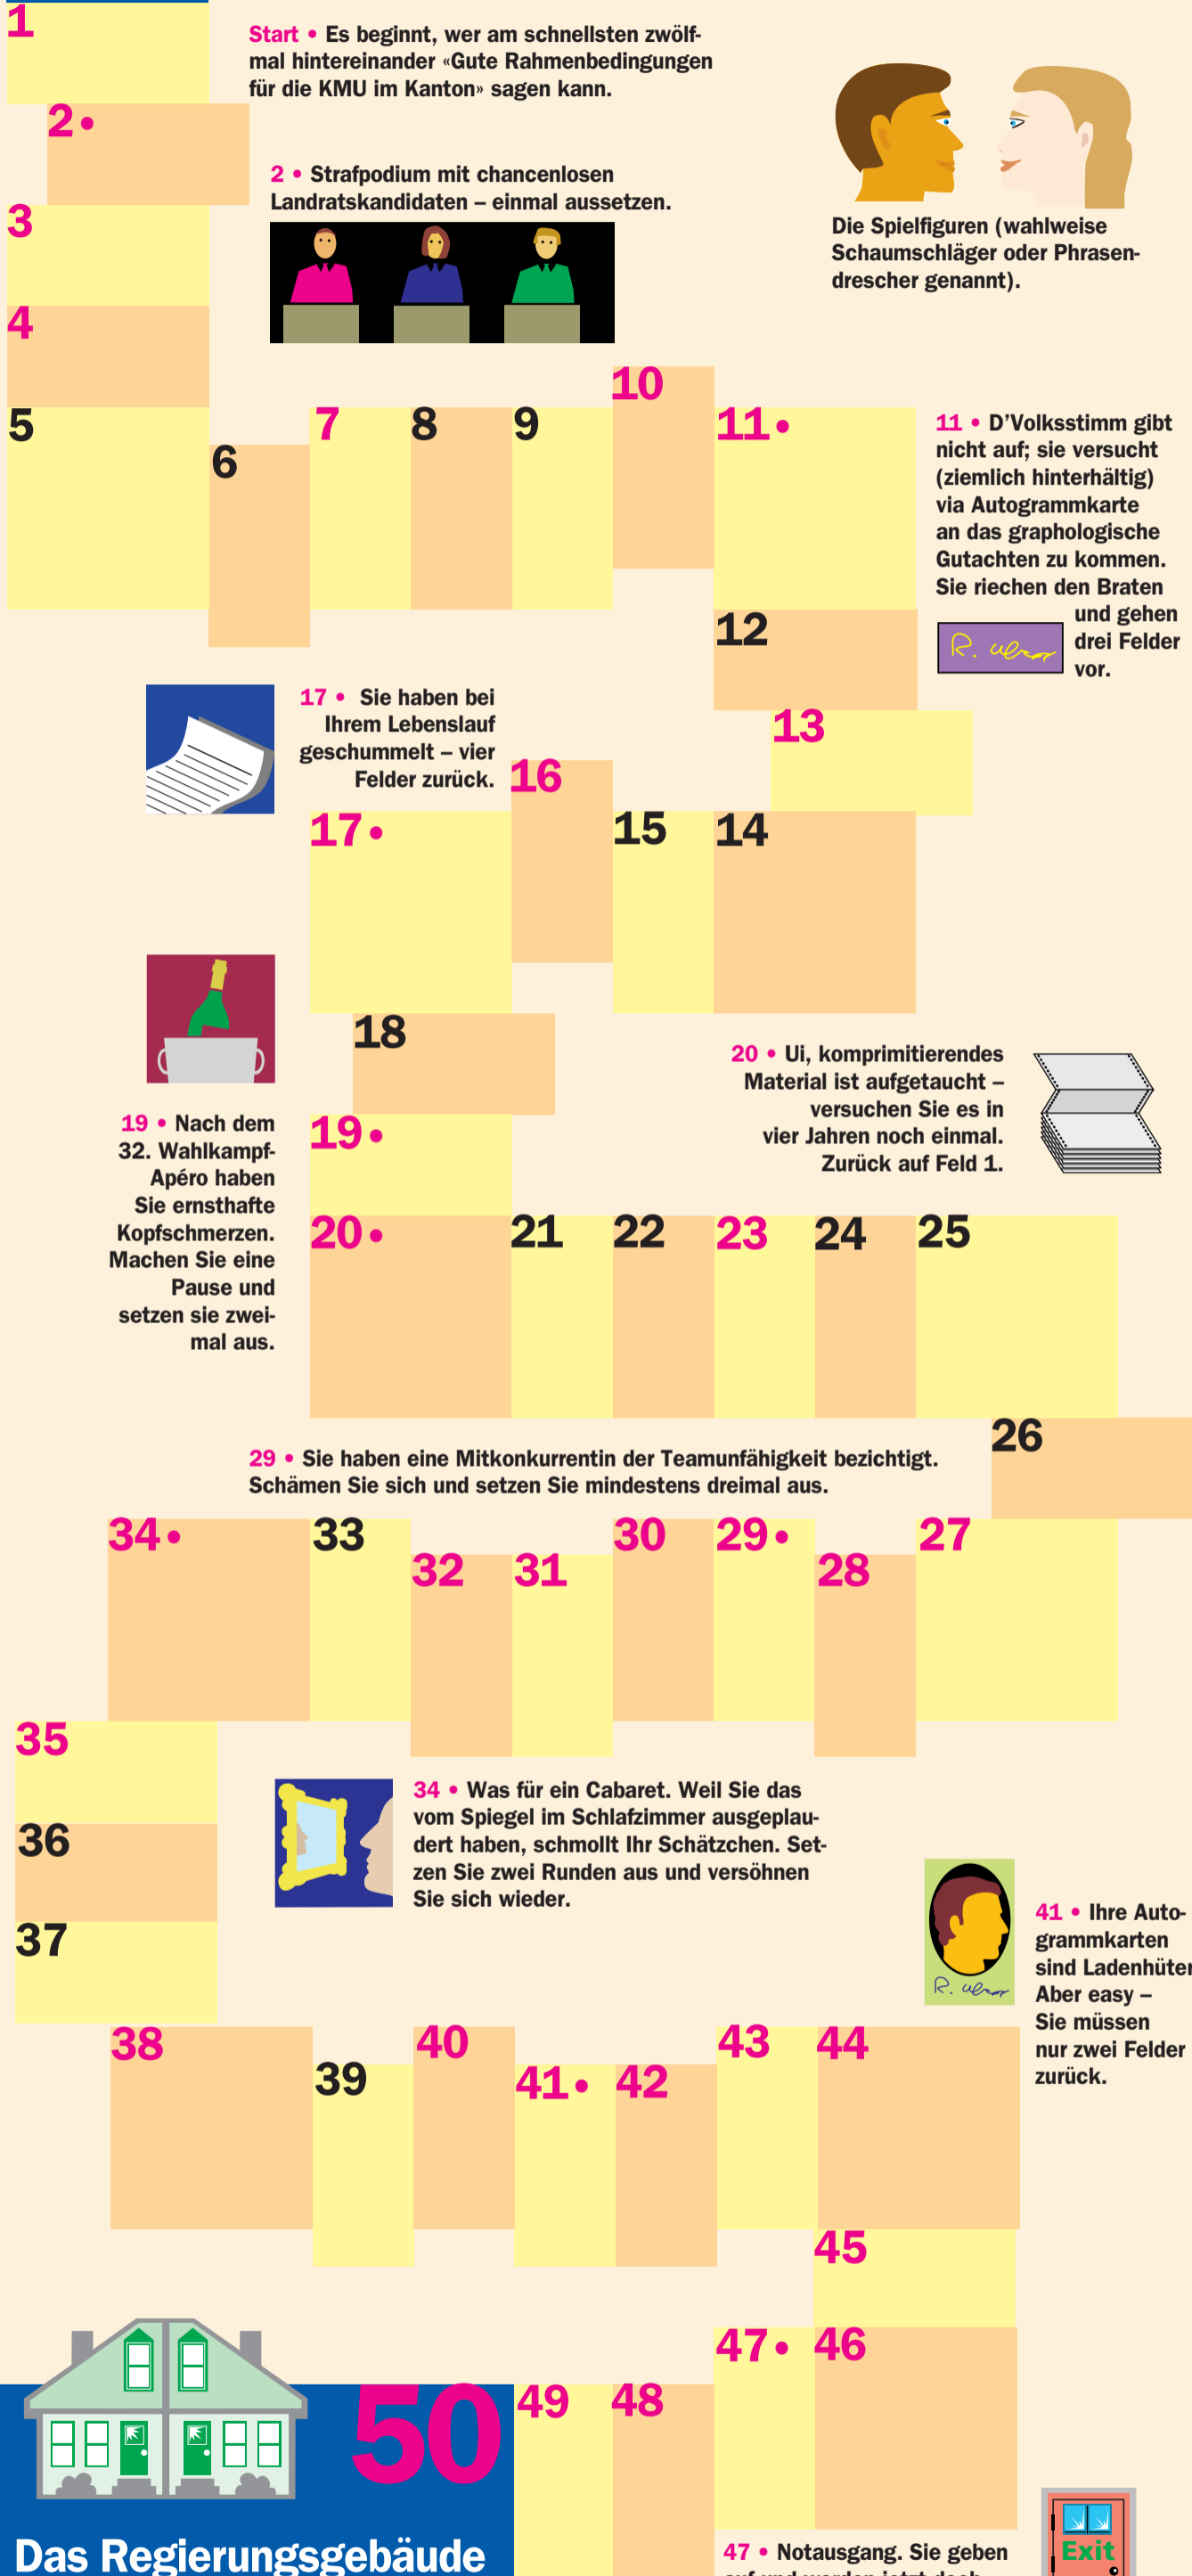 1
Start • Es beginnt, wer am schnellsten zwölf-
mal hintereinander «Gute Rahmenbedingungen
für die KMU im Kanton» sagen kann.
2 •
2 • Strafpodium mit chancenlosen
Landratskandidaten – einmal aussetzen.
Die Spielfiguren (wahlweise
Schaumschläger oder Phrasen-
drescher genannt).
3
4
5
6
7
8
9
10
11 •
11 • D’Volksstimm gibt
nicht auf; sie versucht
(ziemlich hinterhältig)
via Autogrammkarte
an das graphologische
Gutachten zu kommen.
Sie riechen den Braten
und gehen
drei Felder
vor.
12
13
17 • Sie haben bei
Ihrem Lebenslauf
geschummelt – vier
Felder zurück.
16
17 •
15
14
18
19 • Nach dem
32. Wahlkampf-
Apéro haben
Sie ernsthafte
Kopfschmerzen.
Machen Sie eine
Pause und
setzen sie zwei-
mal aus.
19 •
20 • Ui, komprimitierendes
Material ist aufgetaucht –
versuchen Sie es in
vier Jahren noch einmal.
Zurück auf Feld 1.
20 •
21
22
23
24
25
26
29 • Sie haben eine Mitkonkurrentin der Teamunfähigkeit bezichtigt.
Schämen Sie sich und setzen Sie mindestens dreimal aus.
34 •
33
32
31
30
29 •
28
27
35
36
37
34 • Was für ein Cabaret. Weil Sie das
vom Spiegel im Schlafzimmer ausgeplau-
dert haben, schmollt Ihr Schätzchen. Set-
zen Sie zwei Runden aus und versöhnen
Sie sich wieder.
41 • Ihre Auto-
grammkarten
sind Ladenhüter
Aber easy –
Sie müssen
nur zwei Felder
zurück.
38
39
40
41 •
42
43
44
45
47 •
46
50
49
48
Das Regierungsgebäude
47 • Notausgang. Sie geben
Exit